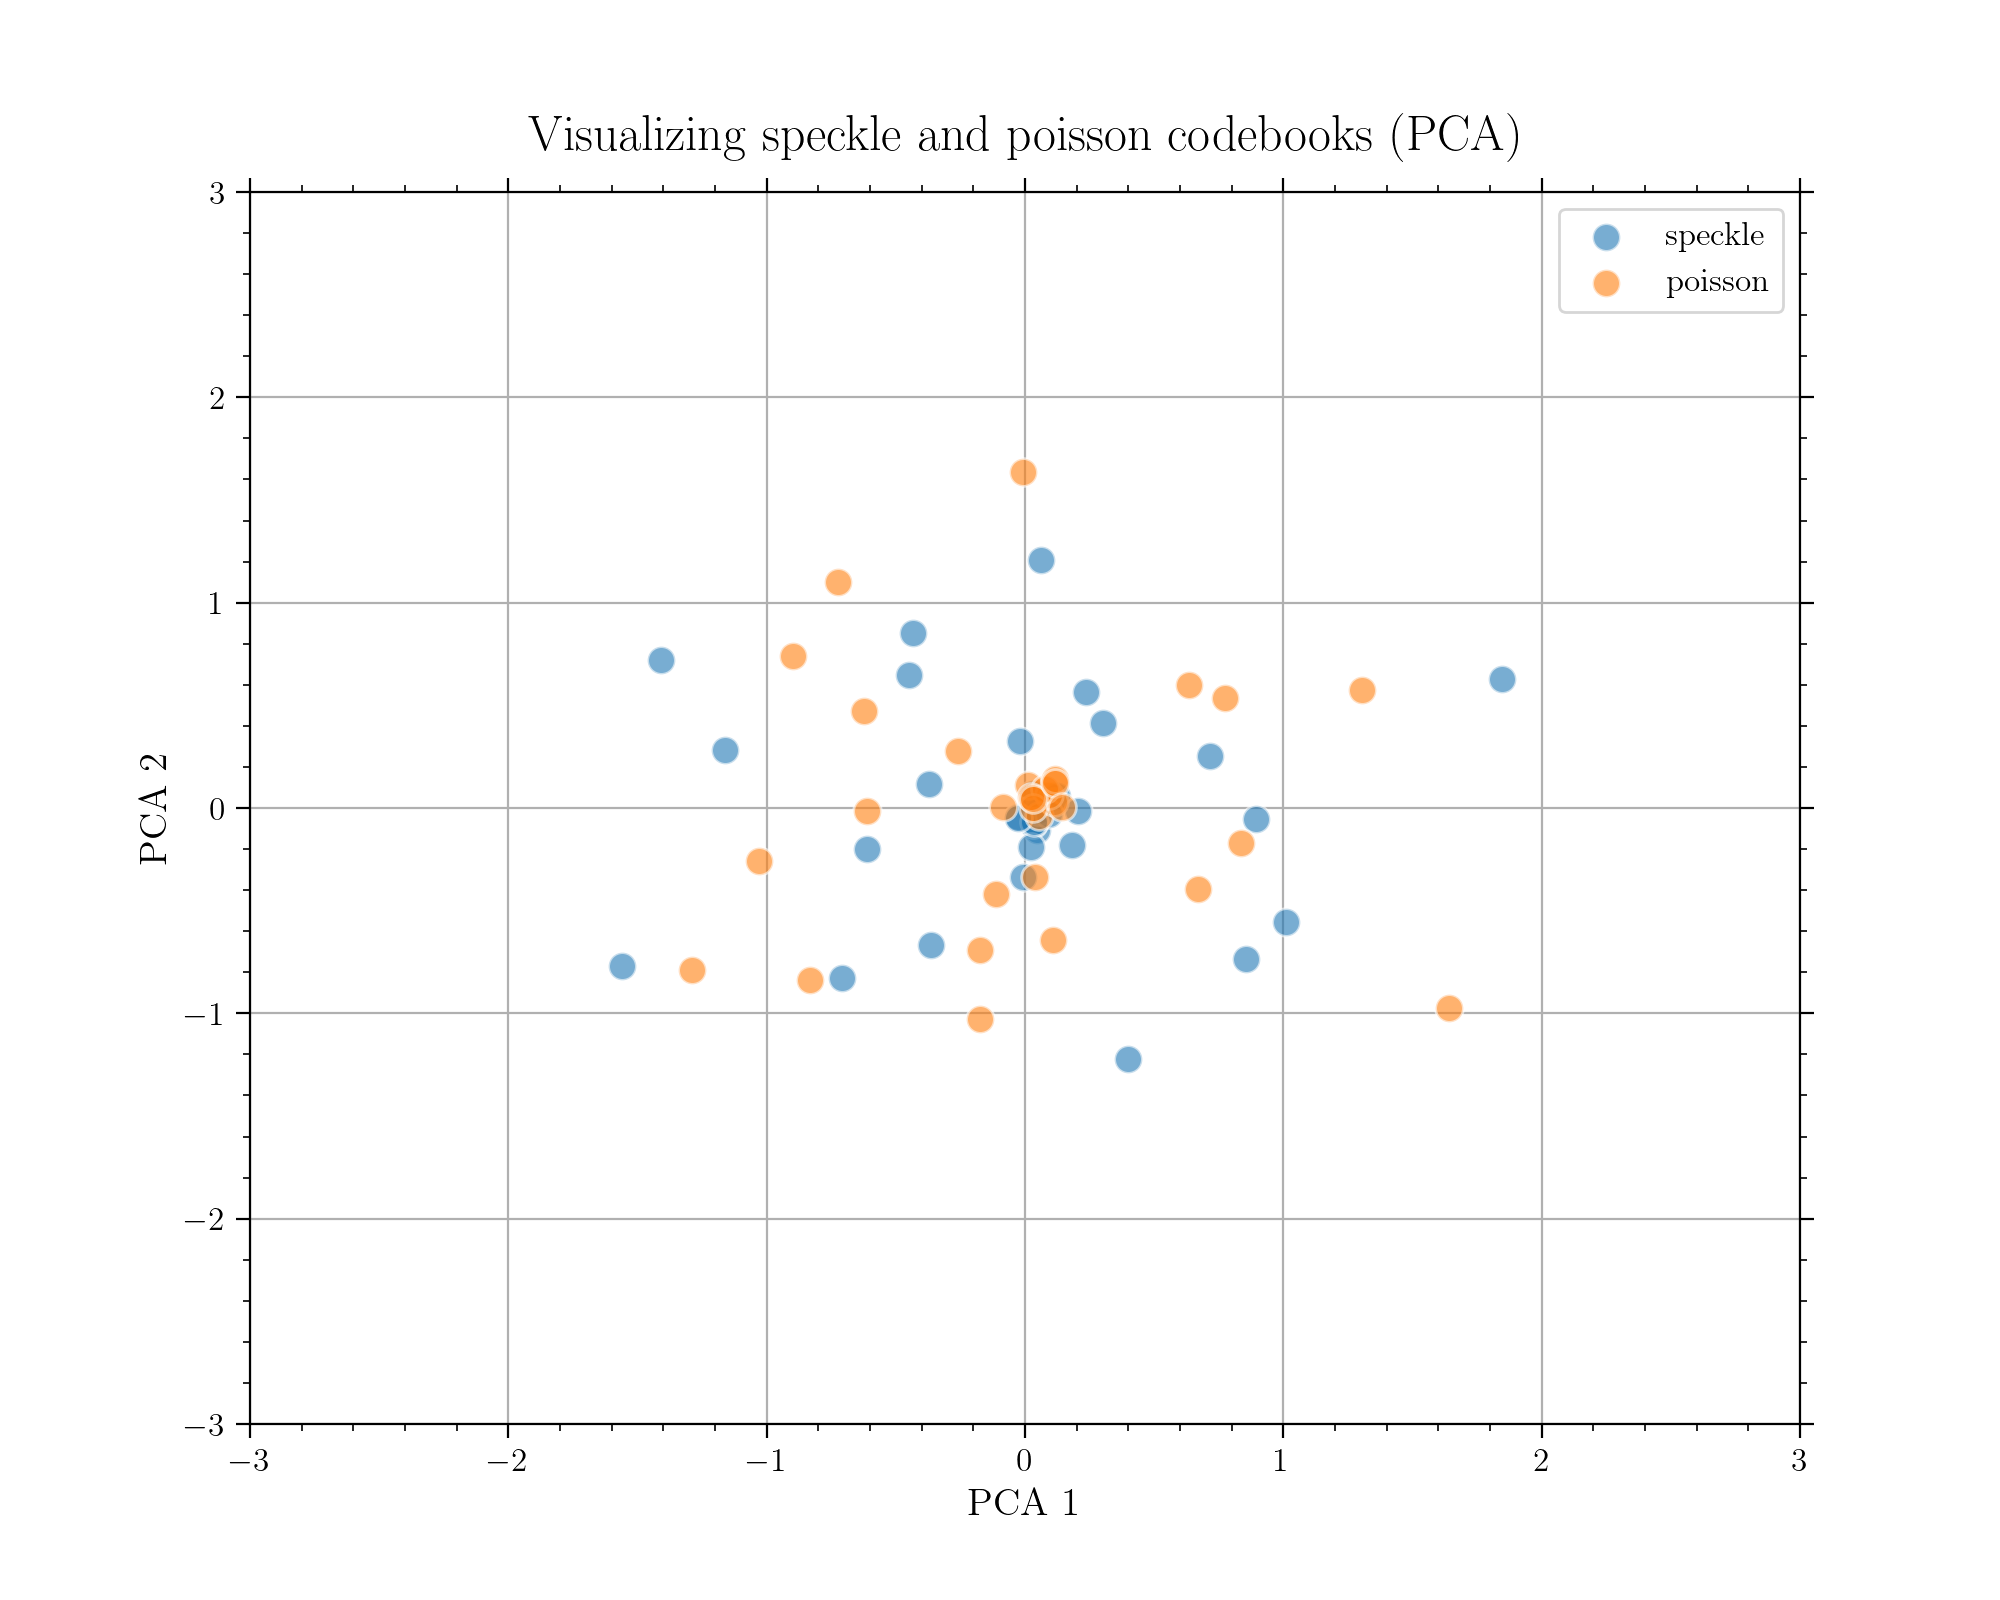 Visualizing speckle and poisson codebooks (PCA)
speckle
poisson
3
2
1
0
−1
−2
−3
PCA 2
−3
−2
−1
0
1
2
3
PCA 1